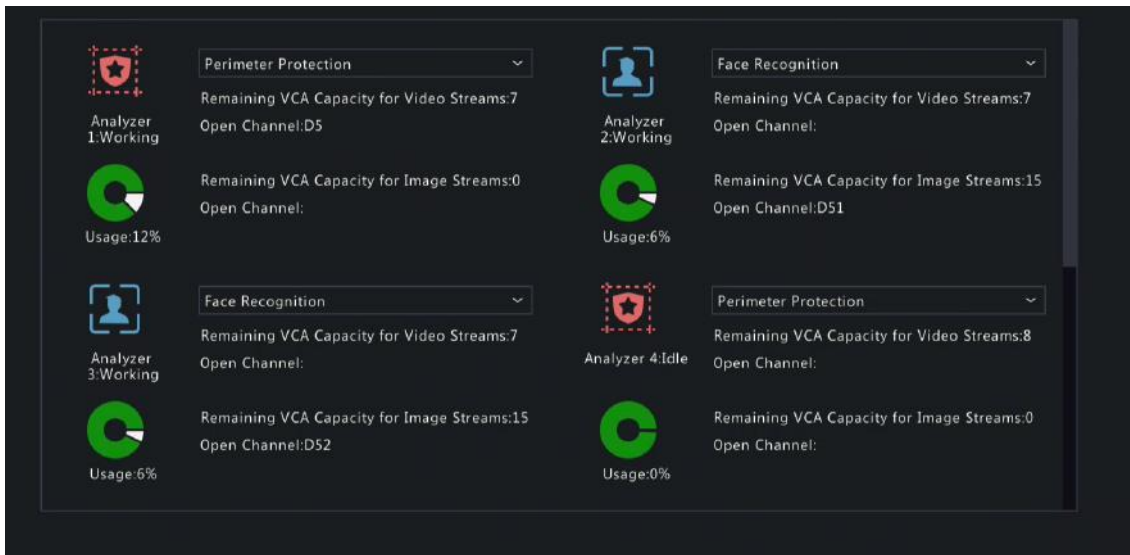 Perimeter Protection
Remaining VCA Capacity for Video Streams:7
Analyzer
1:Working
Open Channel:D5
Remaining VCA Capacity for Image Streams:0
Open Channel:
Usage:12%
Face Recognition
Remaining VCA Capacity for Video Streams:7
Analyzer
2:Working
Open Channel:
Remaining VCA Capacity for Image Streams:15
Open Channel:D51
Usage:6%
Face Recognition
Remaining VCA Capacity for Video Streams:7
Analyzer
3:Working
Open Channel:
Remaining VCA Capacity for Image Streams:15
Open Channel:D52
Usage:6%
Perimeter Protection
Remaining VCA Capacity for Video Streams:8
Analyzer 4:Idle
Open Channel:
Remaining VCA Capacity for Image Streams:0
Open Channel:
Usage:0%